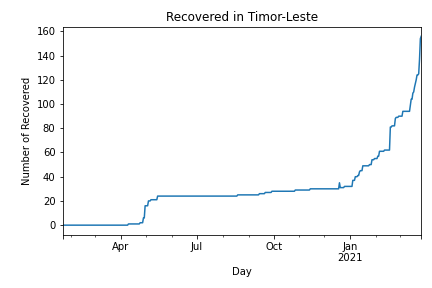 Recovered in Timor-Leste
Number of Recovered
160
140
120
100
80
60
40
20
0
Apr
Jul
Oct
Jan
2021
Day